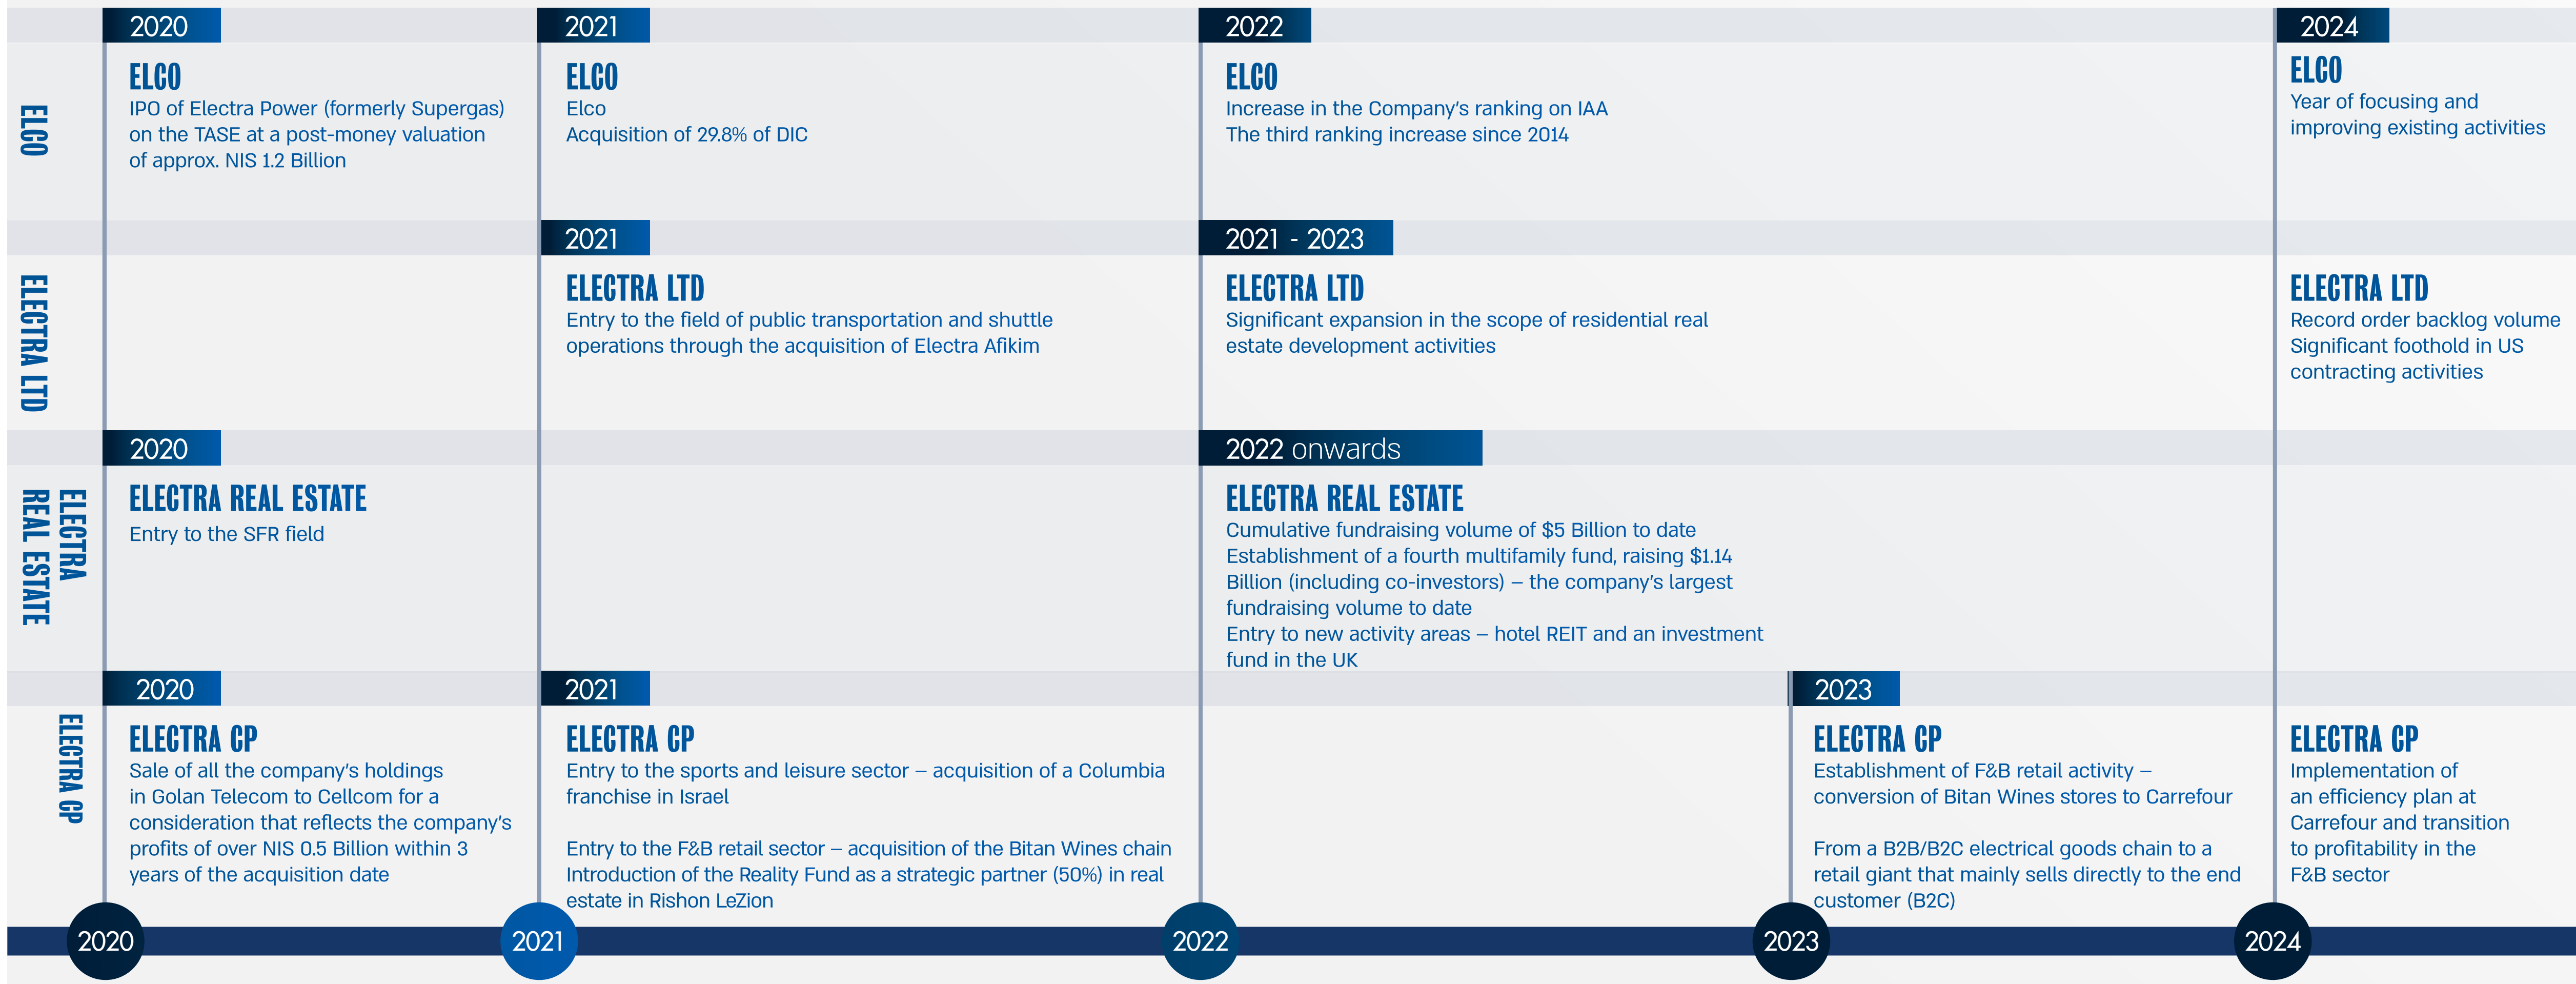 2020
2021
2022
2024
ELCO
ELCO
IPO of Electra Power (formerly Supergas)
on the TASE at a post-money valuation
of approx. NIS 1.2 Billion
ELCO
Elco
Acquisition of 29.8% of DIC
ELCO
Increase in the Company's ranking on IAA
The third ranking increase since 2014
ELCO
Year of focusing and
improving existing activities
2021
2021 - 2023
ELECTRA LTD
ELECTRA LTD
Entry to the field of public transportation and shuttle
operations through the acquisition of Electra Afikim
ELECTRA LTD
Significant expansion in the scope of residential real
estate development activities
ELECTRA LTD
Record order backlog volume
Significant foothold in US
contracting activities
2020
2022 onwards
ELECTRA
REAL ESTATE
ELECTRA REAL ESTATE
Entry to the SFR field
ELECTRA REAL ESTATE
Cumulative fundraising volume of $5 Billion to date
Establishment of a fourth multifamily fund, raising $1.14
Billion (including co-investors) – the company's largest
fundraising volume to date
Entry to new activity areas – hotel REIT and an investment
fund in the UK
2020
2021
2023
ELECTRA CP
ELECTRA CP
Sale of all the company's holdings
in Golan Telecom to Cellcom for a
consideration that reflects the company's
profits of over NIS 0.5 Billion within 3
years of the acquisition date
ELECTRA CP
Entry to the sports and leisure sector – acquisition of a Columbia
franchise in Israel
Entry to the F&B retail sector – acquisition of the Bitan Wines chain
Introduction of the Reality Fund as a strategic partner (50%) in real
estate in Rishon LeZion
ELECTRA CP
Establishment of F&B retail activity –
conversion of Bitan Wines stores to Carrefour
From a B2B/B2C electrical goods chain to a
retail giant that mainly sells directly to the end
customer (B2C)
ELECTRA CP
Implementation of
an efficiency plan at
Carrefour and transition
to profitability in the
F&B sector
2020
2021
2022
2023
2024